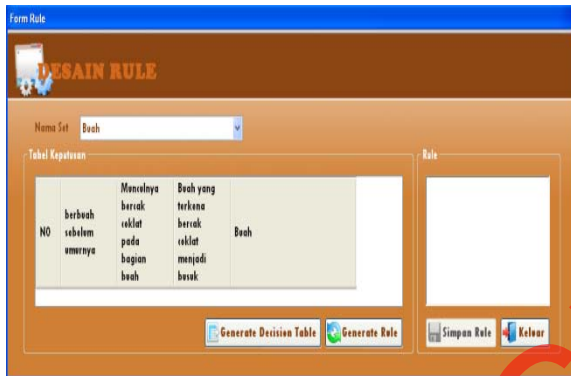 Form Rule
DESAIN RULE
Nama Set Buah
Tabel Keputusan
Rule
NO
berbuah
sebelum
umurnya
Munculnya
bercak
coklat
pada
bagian
buah
Buah yang
terkena
bercak
coklat
menjadi
busuk
Buah
Generate Decision Table
Generate Rule
Simpan Rule
Keluar